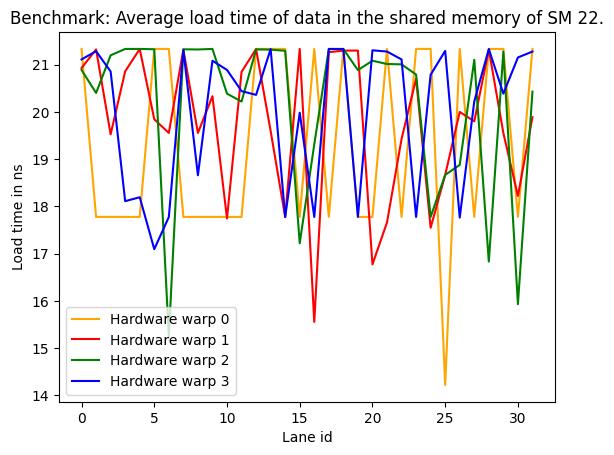 Benchmark: Average load time of data in the shared memory of SM 22.
Load time in ns
21
20
19
18
17
16
15
14
Hardware warp 0
Hardware warp 1
Hardware warp 2
Hardware warp 3
0 5 10 15 20 25 30
Lane id